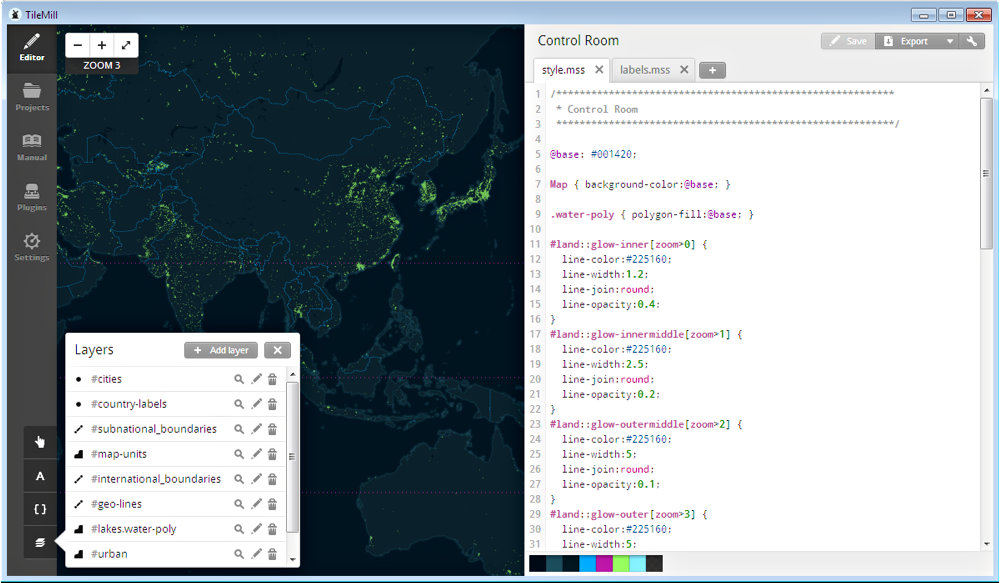 TileMill
Editor
Projects
Manual
Plugins
Settings
ZOOM 3
Layers
+ Add layer
#cities
#country-labels
#subnational_boundaries
#map-units
#international_boundaries
#geo-lines
#lakes.water-poly
#urban
A
{ }
Control Room
Save
Export
style.mss
labels.mss
1 /**********************************************************
2 * Control Room
3 **********************************************************/
4
5 @base: #001420;
6
7 Map { background-color:@base; }
8
9 .water-poly { polygon-fill:@base; }
10
11 #land::glow-inner[zoom>0] {
12 line-color:#225160;
13 line-width:1.2;
14 line-join:round;
15 line-opacity:0.4;
16 }
17 #land::glow-innermiddle[zoom>1] {
18 line-color:#225160;
19 line-width:2.5;
20 line-join:round;
21 line-opacity:0.2;
22 }
23 #land::glow-outermiddle[zoom>2] {
24 line-color:#225160;
25 line-width:5;
26 line-join:round;
27 line-opacity:0.1;
28 }
29 #land::glow-outer[zoom>3] {
30 line-color:#225160;
31 line-width:5;